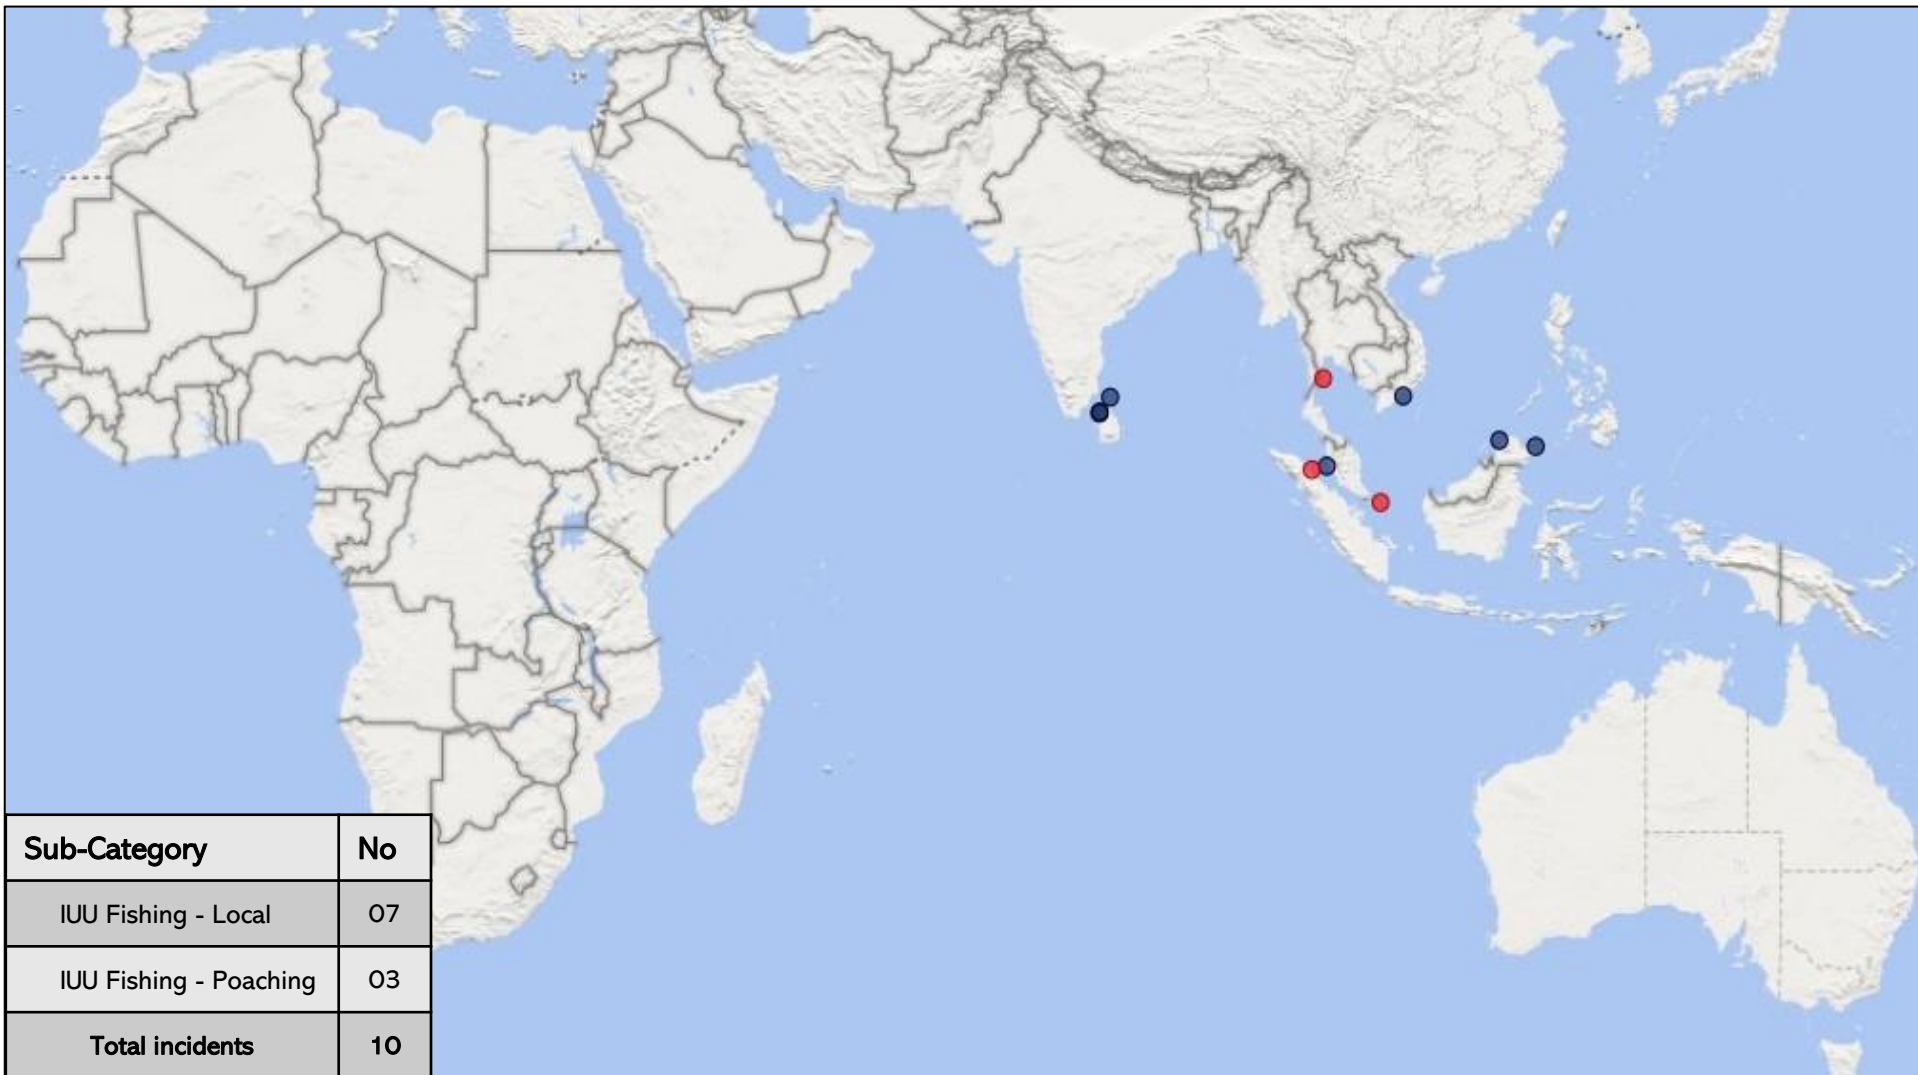 Sub-Category No
IUU Fishing - Local 07
IUU Fishing - Poaching 03
Total incidents 10